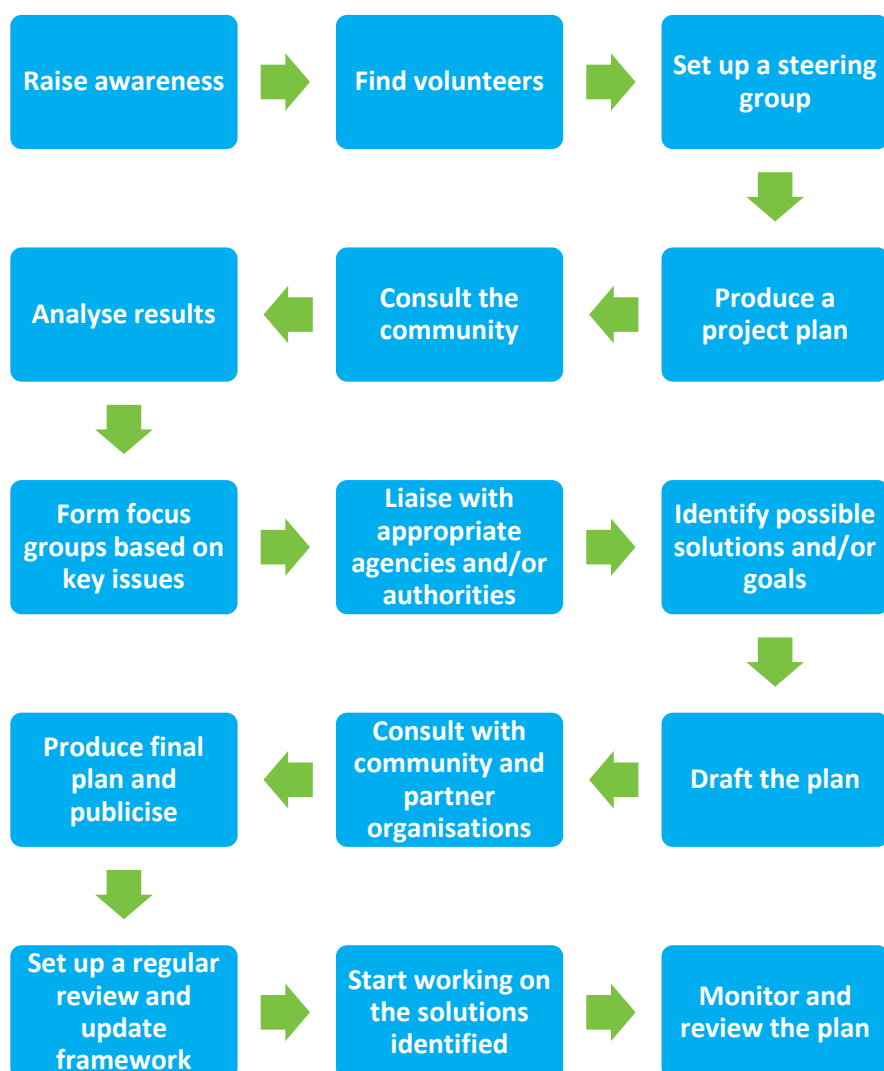 Raise awareness
Find volunteers
Set up a steering
group
Produce a
project plan
Consult the
community
Analyse results
Form focus
groups based on
key issues
Liaise with
appropriate
agencies and/or
authorities
Identify possible
solutions and/or
goals
Draft the plan
Consult with
community and
partner
organisations
Produce final
plan and
publicise
Set up a regular
review and
update
framework
Start working on
the solutions
identified
Monitor and
review the plan